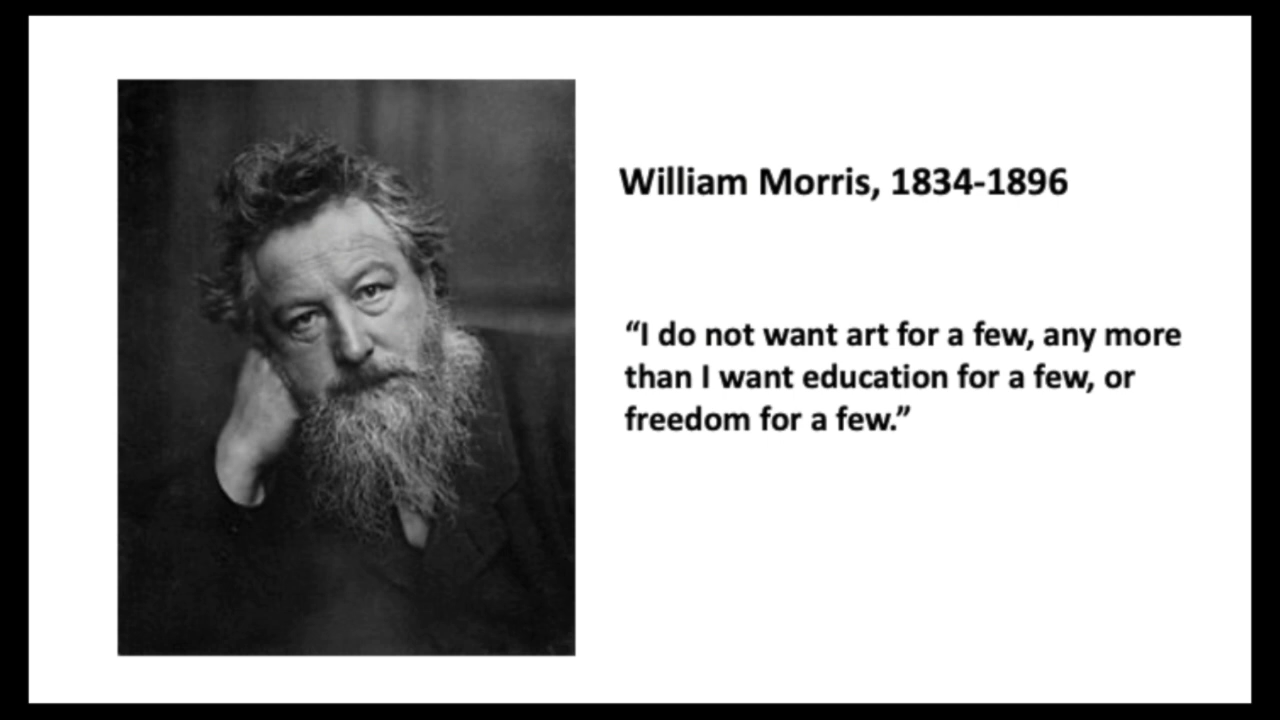 William Morris, 1834-1896
“I do not want art for a few, any more
than I want education for a few, or
freedom for a few.”